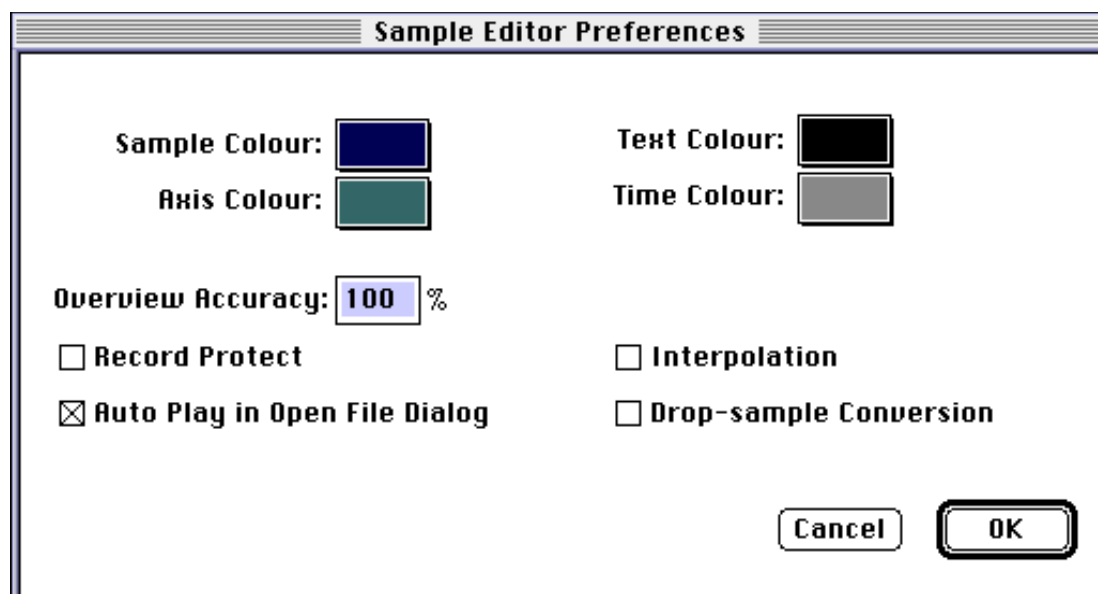 Sample Editor Preferences
Sample Colour:
Text Colour:
Axis Colour:
Time Colour:
Overview Accuracy: 100 %
Record Protect
Interpolation
Auto Play in Open File Dialog
Drop-sample Conversion
Cancel
OK